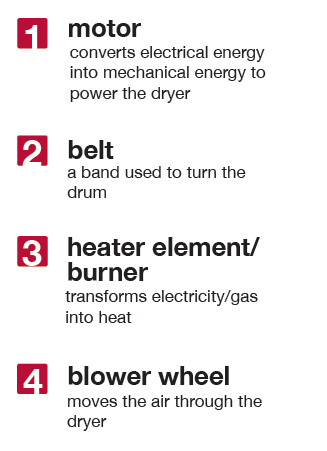 1 motor
converts electrical energy
into mechanical energy to
power the dryer
2 belt
a band used to turn the
drum
3 heater element/
burner
transforms electricity/gas
into heat
4 blower wheel
moves the air through the
dryer